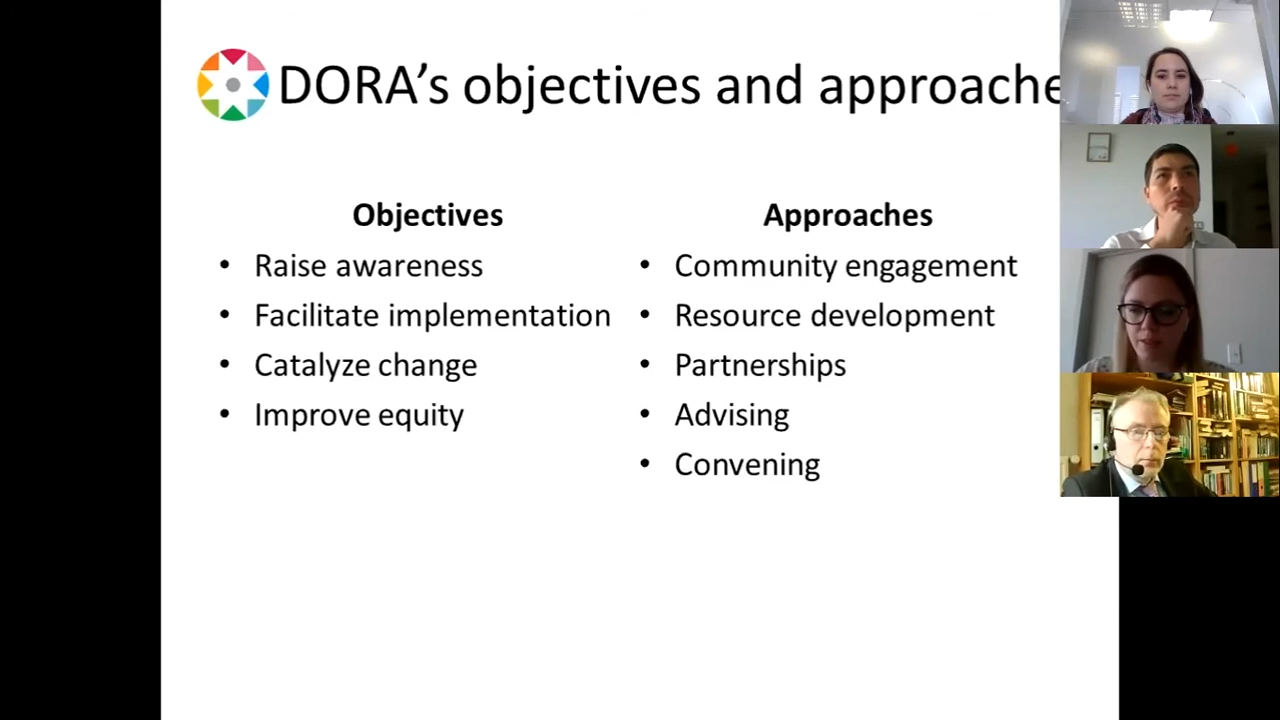 DORA's objectives and approache
Objectives
• Raise awareness
• Facilitate implementation
• Catalyze change
• Improve equity
Approaches
• Community engagement
• Resource development
• Partnerships
• Advising
• Convening